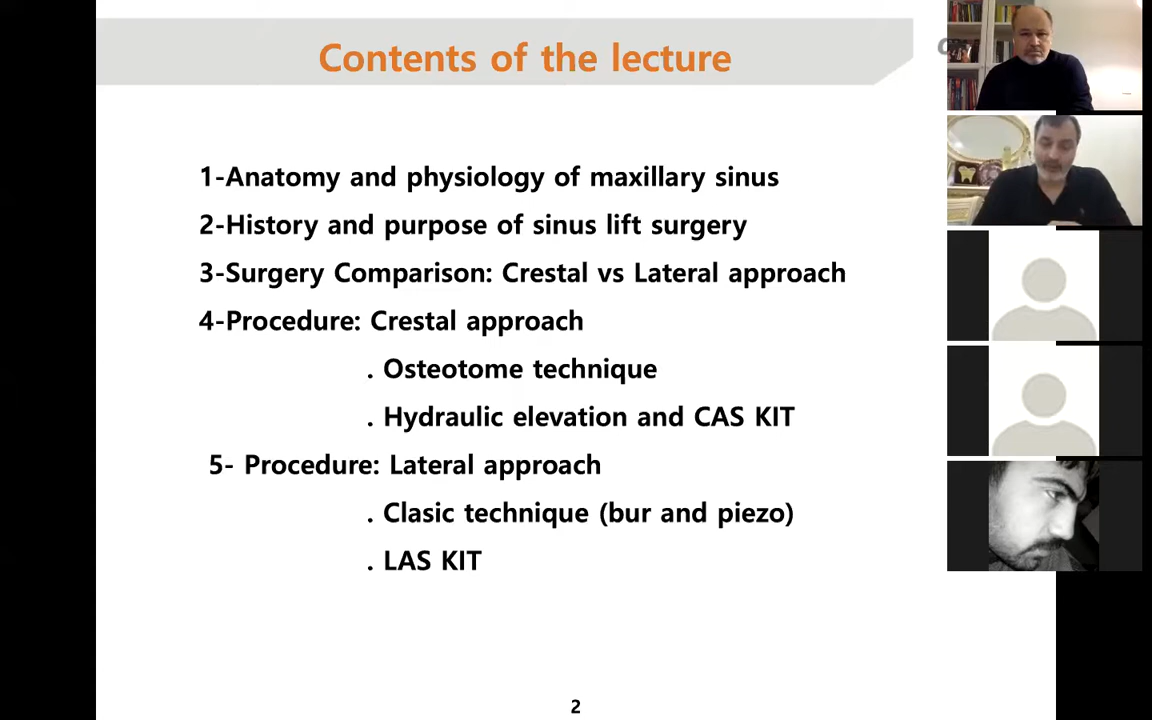 Contents of the lecture
1-Anatomy and physiology of maxillary sinus
2-History and purpose of sinus lift surgery
3-Surgery Comparison: Crestal vs Lateral approach
4-Procedure: Crestal approach
. Osteotome technique
. Hydraulic elevation and CAS KIT
5- Procedure: Lateral approach
. Clasic technique (bur and piezo)
. LAS KIT
2